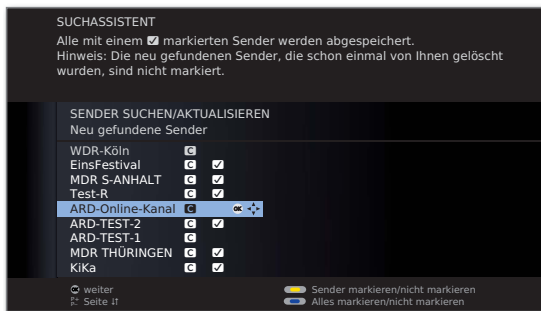 SUCHASSISTENT
Alle mit einem ✓ markierten Sender werden abgespeichert.
Hinweis: Die neu gefundenen Sender, die schon einmal von Ihnen gelöscht
wurden, sind nicht markiert.
SENDER SUCHEN/AKTUALISIEREN
Neu gefundene Sender
WDR-Köln C
EinsFestival C ✓
MDR S-ANHALT C ✓
Test-R C ✓
ARD-Online-Kanal C OK
ARD-TEST-2 C ✓
ARD-TEST-1 C
MDR THÜRINGEN C ✓
KiKa C ✓
OK weiter
P+ P- Seite ↓↑
Sender markieren/nicht markieren
Alles markieren/nicht markieren